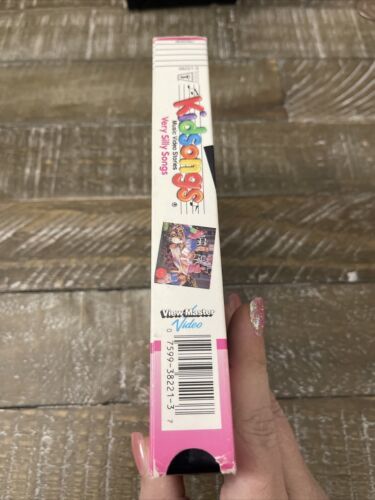 Kidsongs®
Music Video Stories
Very Silly Songs
View-Master
Video
0 7599-38221-3 7